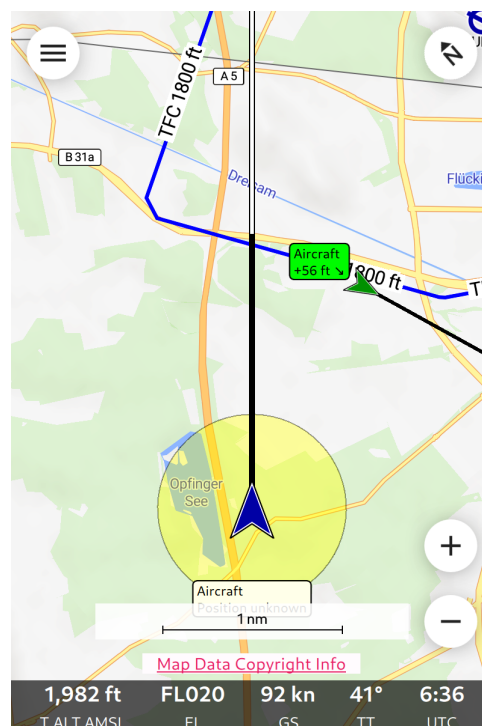 A 5
TFC 1800 ft
B 31a
Dreisam
Flücki
Aircraft
+56 ft ↘
1800 ft
T
Opfinger
See
Aircraft
Position unknown
1 nm
Map Data Copyright Info
1,982 ft FL020 92 kn 41° 6:36
T ALT AMSL FL GS TT UTC